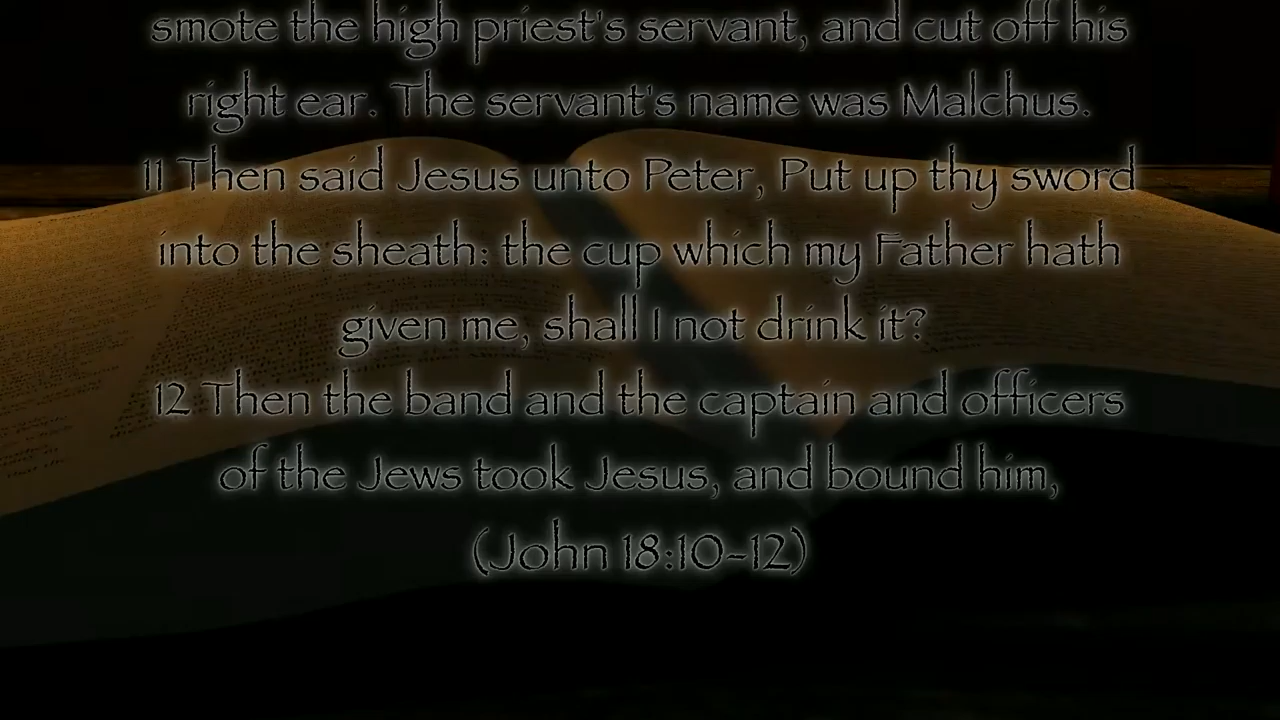 smote the high priest's servant, and cut off his
right ear. The servant's name was Malchus.
11 Then said Jesus unto Peter, Put up thy sword
into the sheath: the cup which my Father hath
given me, shall I not drink it?
12 Then the band and the captain and officers
of the Jews took Jesus, and bound him,
(John 18:10-12)